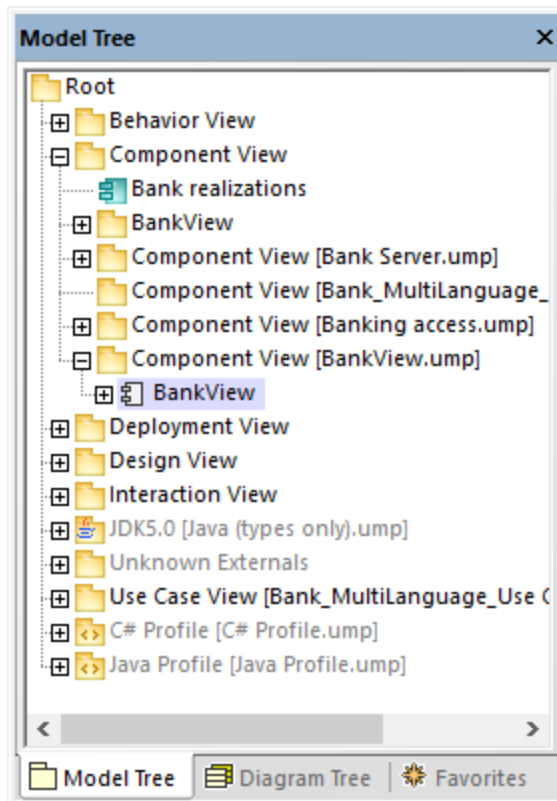 Model Tree
Root
Behavior View
Component View
Bank realizations
BankView
Component View [Bank Server.ump]
Component View [Bank_MultiLanguage_
Component View [Banking access.ump]
Component View [BankView.ump]
BankView
Deployment View
Design View
Interaction View
JDK5.0 [Java (types only).ump]
Unknown Externals
Use Case View [Bank_MultiLanguage_Use C
C# Profile [C# Profile.ump]
Java Profile [Java Profile.ump]
Model Tree Diagram Tree Favorites